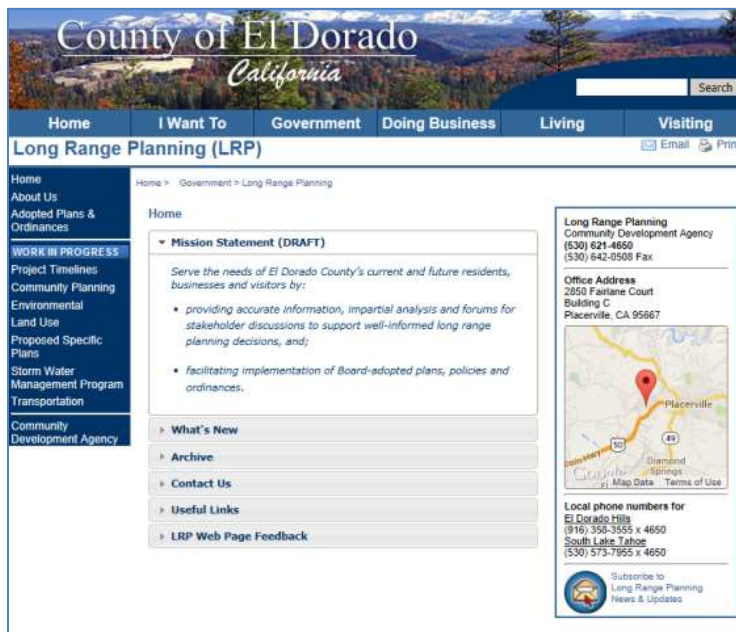 County of El Dorado
California
Search
Home
I Want To
Government
Doing Business
Living
Visiting
Long Range Planning (LRP)
Email
Prin
Home
About Us
Adopted Plans &
Ordinances
WORK IN PROGRESS
Project Timelines
Community Planning
Environmental
Land Use
Proposed Specific
Plans
Storm Water
Management Program
Transportation
Community
Development Agency
Home > Government > Long Range Planning
Home
Mission Statement (DRAFT)
Serve the needs of El Dorado County's current and future residents,
businesses and visitors by:
• providing accurate information, impartial analysis and forums for
stakeholder discussions to support well-informed long range
planning decisions, and;
• facilitating implementation of Board-adopted plans, policies and
ordinances.
What's New
Archive
Contact Us
Useful Links
LRP Web Page Feedback
Long Range Planning
Community Development Agency
(530) 621-4650
(530) 642-0508 Fax
Office Address
2850 Fairlane Court
Building C
Placerville, CA 95667
Placerville
50
49
Diamond
Springs
Google
Map Data
Terms of Use
Local phone numbers for
El Dorado Hills
(916) 358-3555 x 4650
South Lake Tahoe
(530) 573-7955 x 4650
Subscribe to
Long Range Planning
News & Updates